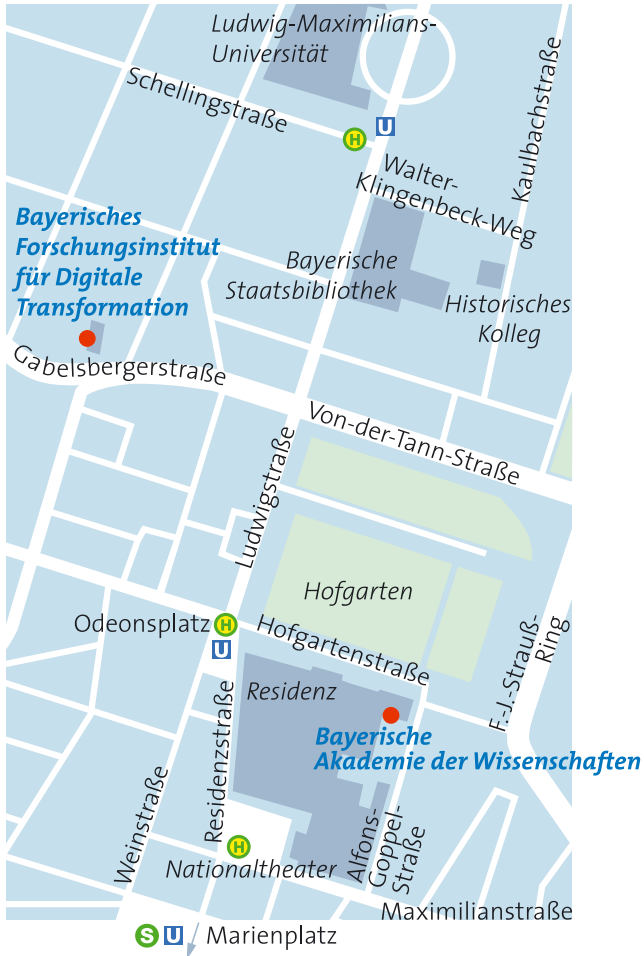 Ludwig-Maximilians-
Universität
Schellingstraße
H
U
Kaulbachstraße
Walter-
Klingenbeck-Weg
Bayerisches
Forschungsinstitut
für Digitale
Transformation
Bayerische
Staatsbibliothek
Historisches
Kolleg
Gabelsbergerstraße
Von-der-Tann-Straße
Ludwigstraße
Hofgarten
Odeonsplatz
H
U
Hofgartenstraße
F.-J.-Strauß-
Ring
Residenz
Residenzstraße
Bayerische
Akademie der Wissenschaften
Weinstraße
Alfons-
Goppel-
Straße
H
Nationaltheater
Maximilianstraße
S
U
Marienplatz